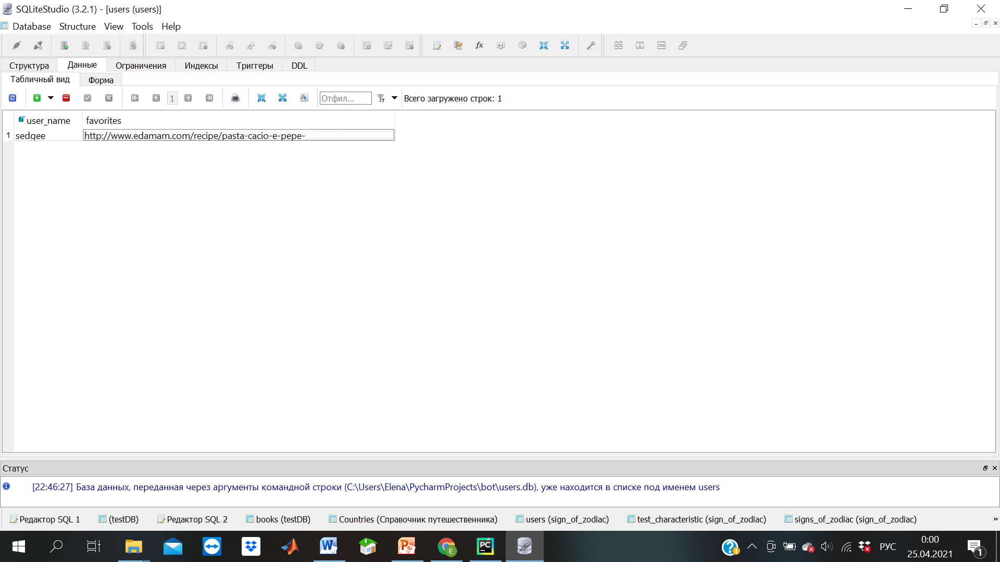 SQLiteStudio (3.2.1) - [users (users)]
Database Structure View Tools Help
Структура Данные Ограничения Индексы Триггеры DDL
Табличный вид Форма
1 Отфил... Всего загружено строк: 1
user_name favorites
1 sedgee http://www.edamam.com/recipe/pasta-cacio-e-pepe-
Статус
[22:46:27] База данных, переданная через аргументы командной строки (C:\Users\Elena\PycharmProjects\bot\users.db), уже находится в списке под именем users
Редактор SQL 1 (testDB) Редактор SQL 2 books (testDB) Countries (Справочник путешественника) users (sign_of_zodiac) test_characteristic (sign_of_zodiac) signs_of_zodiac (sign_of_zodiac) »
РУС 0:00 1
25.04.2021